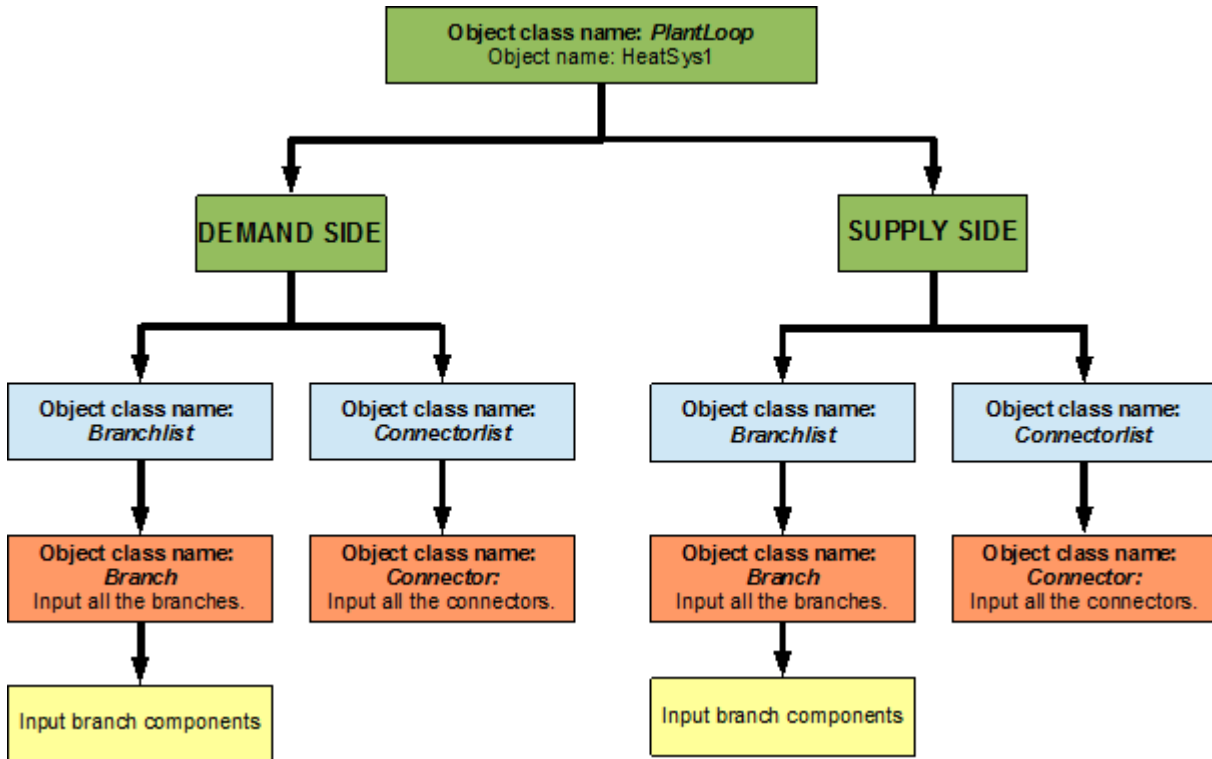 Object class name: PlantLoop
Object name: HeatSys1
DEMAND SIDE
SUPPLY SIDE
Object class name:
Branchlist
Object class name:
Connectorlist
Object class name:
Branchlist
Object class name:
Connectorlist
Object class name:
Branch
Input all the branches.
Object class name:
Connector:
Input all the connectors.
Object class name:
Branch
Input all the branches.
Object class name:
Connector:
Input all the connectors.
Input branch components
Input branch components